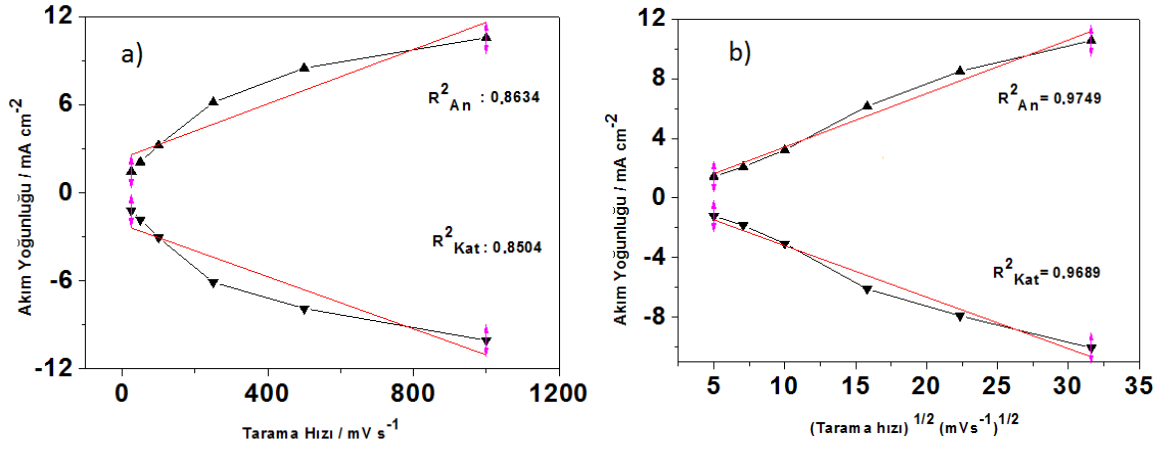 a)
Akım Yoğunluğu / mA cm-2
12
6
0
-6
-12
R2An : 0,8634
R2Kat : 0,8504
0
400
800
1200
Tarama Hızı / mV s-1
b)
Akım Yoğunluğu / mA cm-2
12
8
4
0
-4
-8
R2An = 0,9749
R2Kat = 0,9689
5
10
15
20
25
30
35
(Tarama hızı) 1/2 (mVs-1)1/2